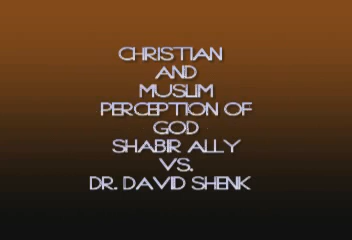 CHRISTIAN
AND
MUSLIM
PERCEPTION OF
GOD
SHABIR ALLY
VS.
DR. DAVID SHENK